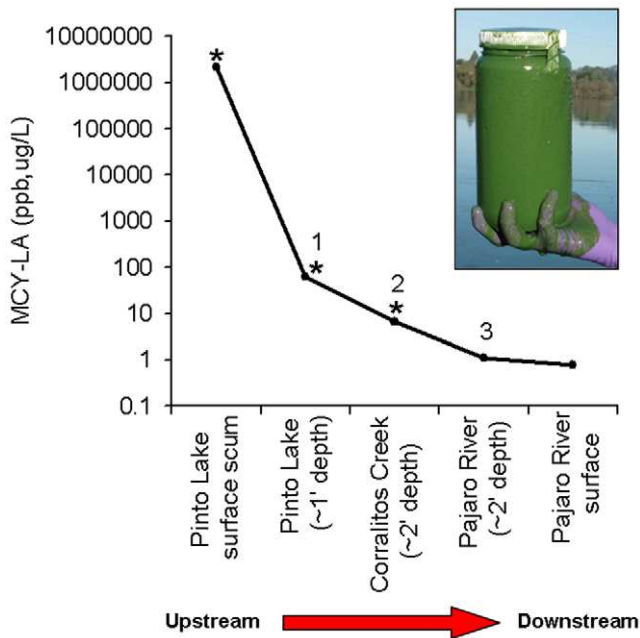 MCY-LA (ppb,ug/L)
10000000
1000000
100000
10000
1000
100
10
1
0.1
*
1
*
2
*
3
Pinto Lake
surface scum
Pinto Lake
(~1' depth)
Corralitos Creek
(~2' depth)
Pajaro River
(~2' depth)
Pajaro River
surface
Upstream
Downstream